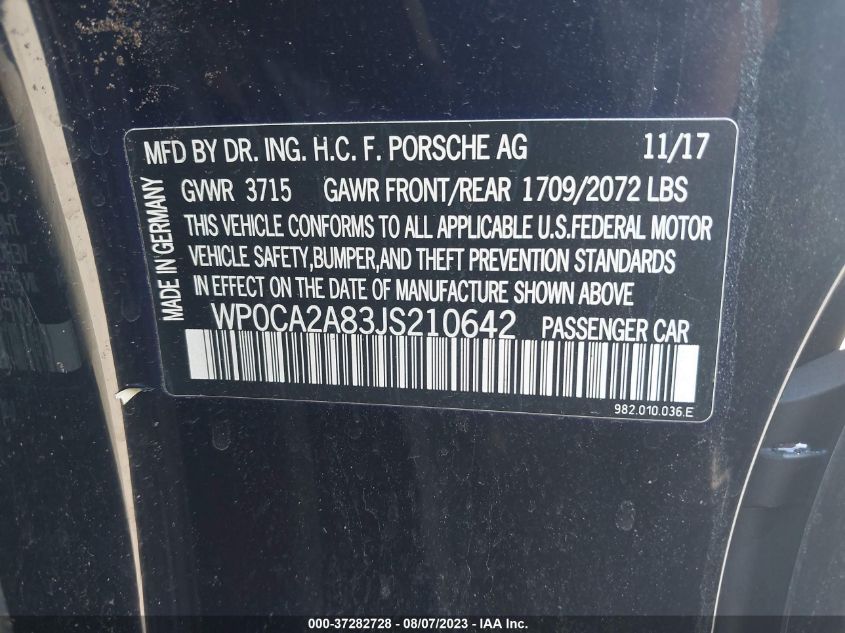 MFD BY DR. ING. H.C. F. PORSCHE AG 11/17
GVWR 3715 GAWR FRONT/REAR 1709/2072 LBS
THIS VEHICLE CONFORMS TO ALL APPLICABLE U.S.FEDERAL MOTOR
VEHICLE SAFETY,BUMPER,AND THEFT PREVENTION STANDARDS
IN EFFECT ON THE DATE OF MANUFACTURE SHOWN ABOVE
MADE IN GERMANY
WP0CA2A83JS210642 PASSENGER CAR
982.010.036.E
000-37282728 - 08/07/2023 - IAA Holdings, LLC.